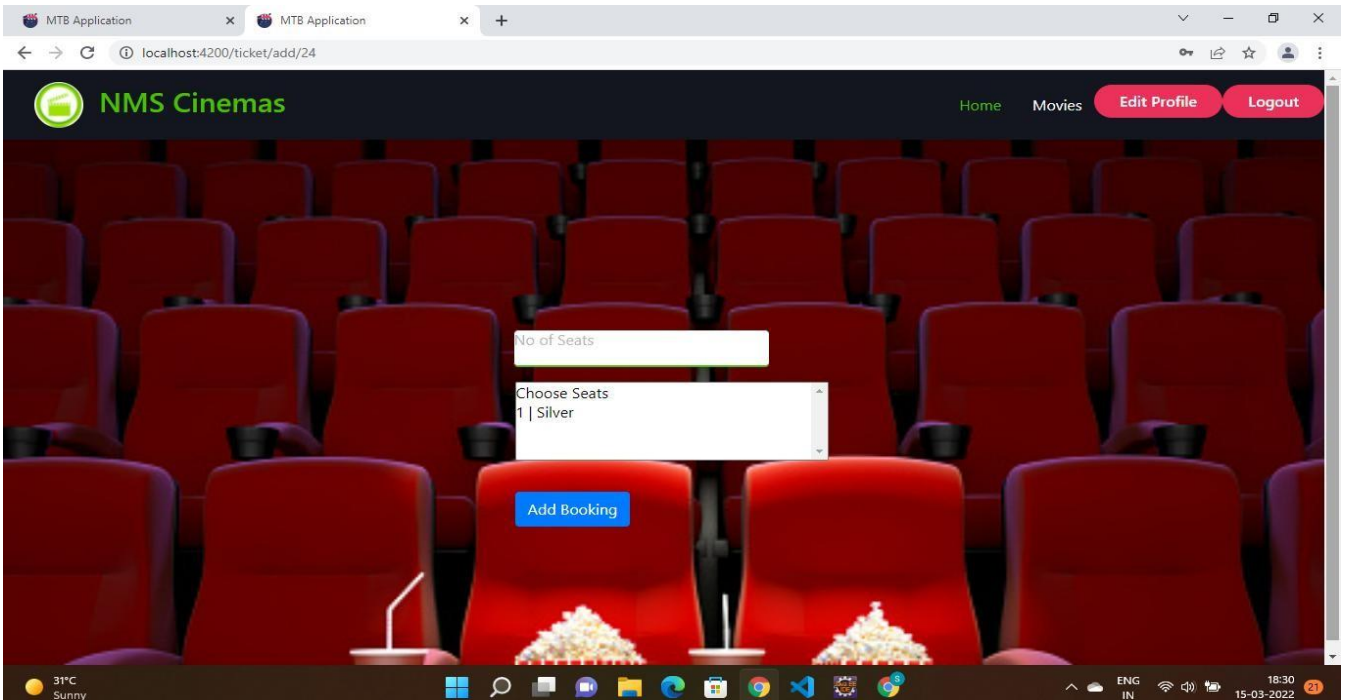 MTB Application
MTB Application
localhost:4200/ticket/add/24
NMS Cinemas
Home
Movies
Edit Profile
Logout
No of Seats
Choose Seats
1 | Silver
Add Booking
31°C
Sunny
S
ENG
IN
18:30
15-03-2022
21